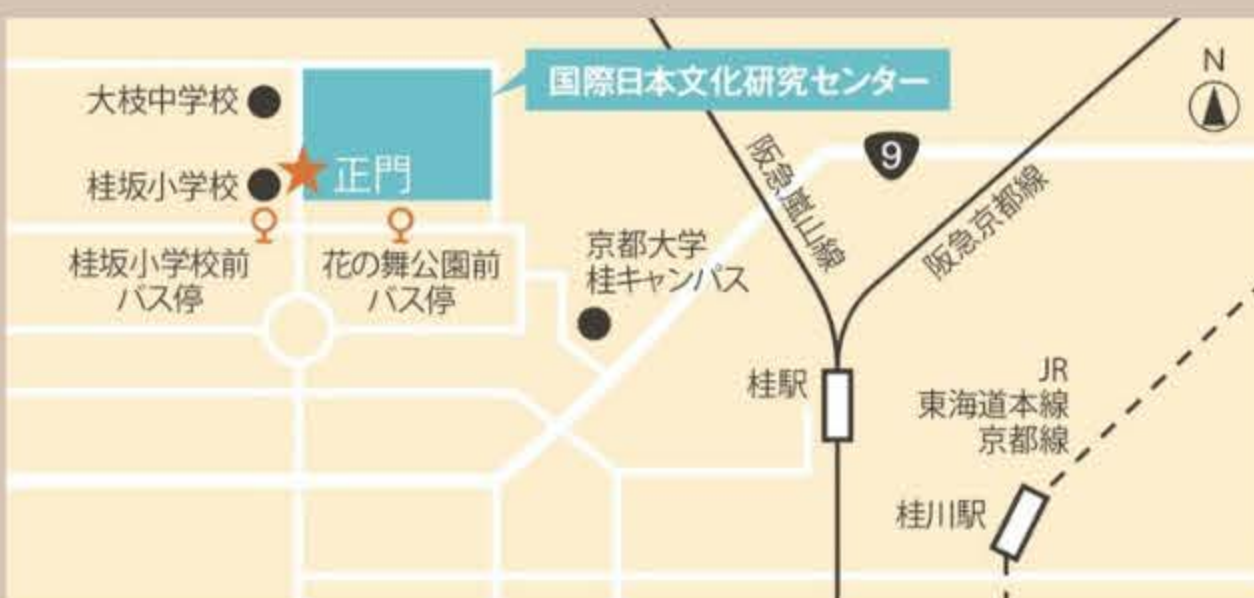 国際日本文化研究センター
N
大枝中学校
9
阪急嵐山線
阪急京都線
桂坂小学校
正門
桂坂小学校前
バス停
花の舞公園前
バス停
京都大学
桂キャンパス
桂駅
JR
東海道本線
京都線
桂川駅